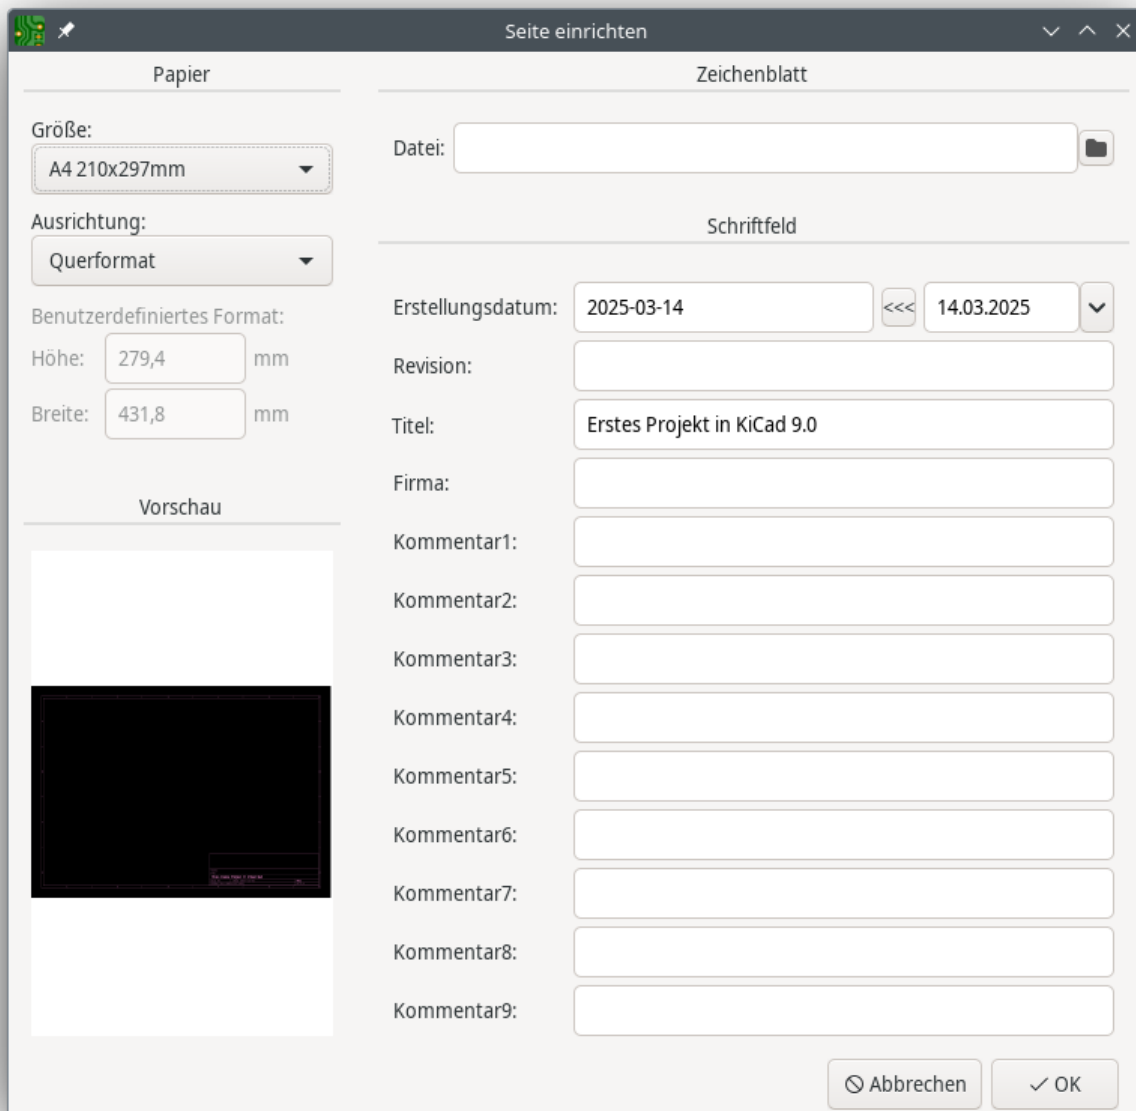 Seite einrichten
Papier
Größe:
A4 210x297mm
Ausrichtung:
Querformat
Benutzerdefiniertes Format:
Höhe: 279,4 mm
Breite: 431,8 mm
Vorschau
Zeichenblatt
Datei:
Schriftfeld
Erstellungsdatum: 2025-03-14 <<< 14.03.2025
Revision:
Titel: Erstes Projekt in KiCad 9.0
Firma:
Kommentar1:
Kommentar2:
Kommentar3:
Kommentar4:
Kommentar5:
Kommentar6:
Kommentar7:
Kommentar8:
Kommentar9:
Abbrechen OK